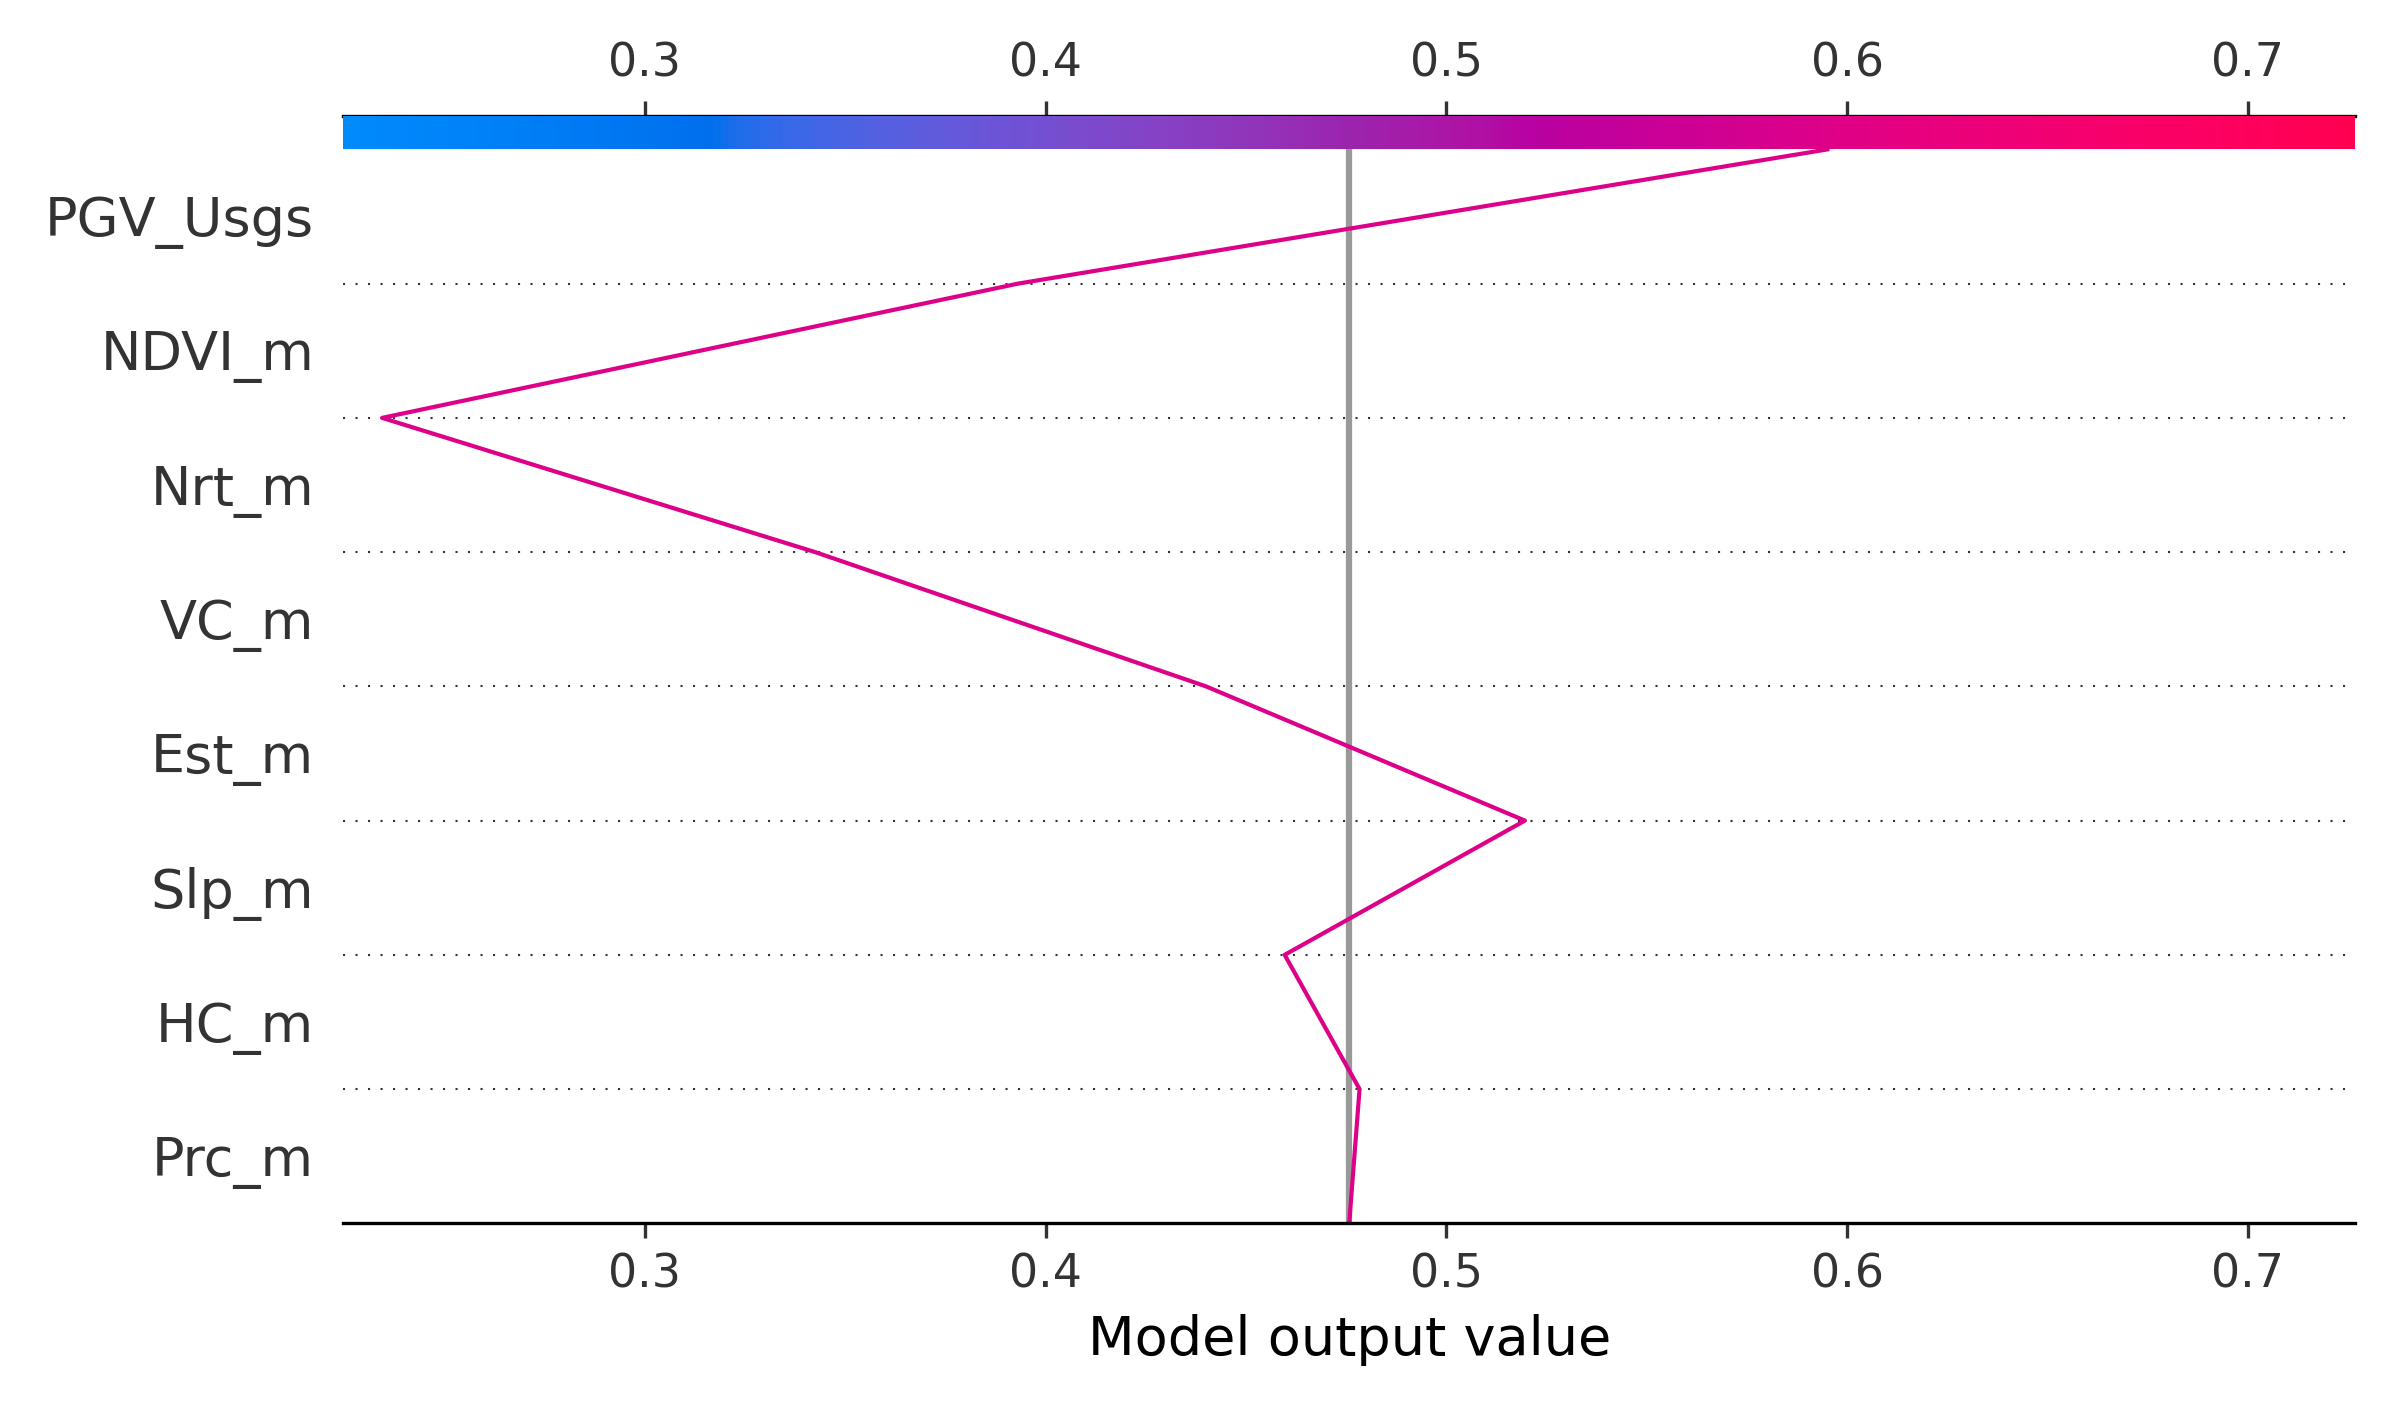 0.3 0.4 0.5 0.6 0.7
PGV_Usgs
NDVI_m
Nrt_m
VC_m
Est_m
Slp_m
HC_m
Prc_m
0.3 0.4 0.5 0.6 0.7
Model output value